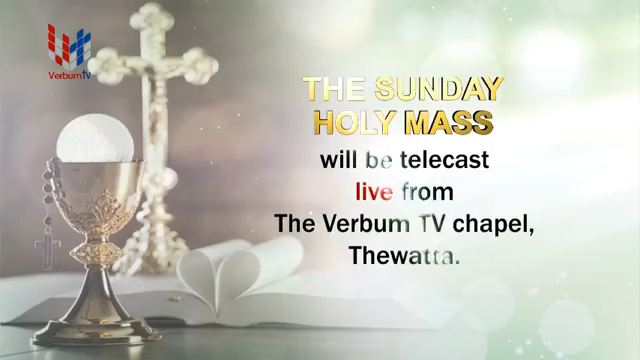 VerbumTV
THE SUNDAY
HOLY MASS
will be telecast
live from
The Verbum TV chapel,
Thewatta.